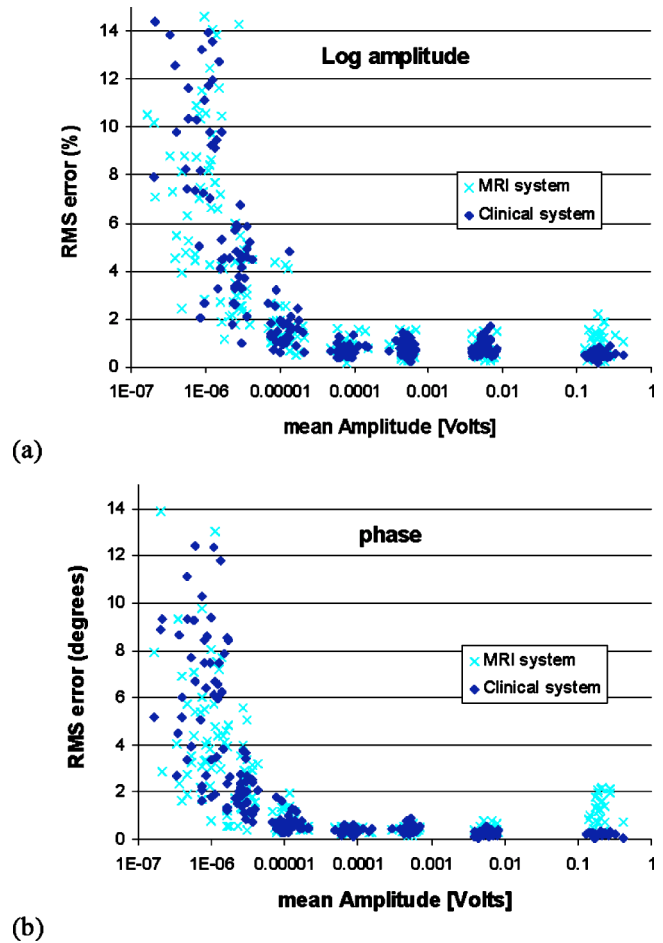 14
Log amplitude
12
10
RMS error (%)
8
MRI system
Clinical system
6
4
2
0
1E-07 1E-06 0.00001 0.0001 0.001 0.01 0.1 1
mean Amplitude [Volts]
(a)
14
phase
12
10
RMS error (degrees)
8
MRI system
Clinical system
6
4
2
0
1E-07 1E-06 0.00001 0.0001 0.001 0.01 0.1 1
mean Amplitude [Volts]
(b)